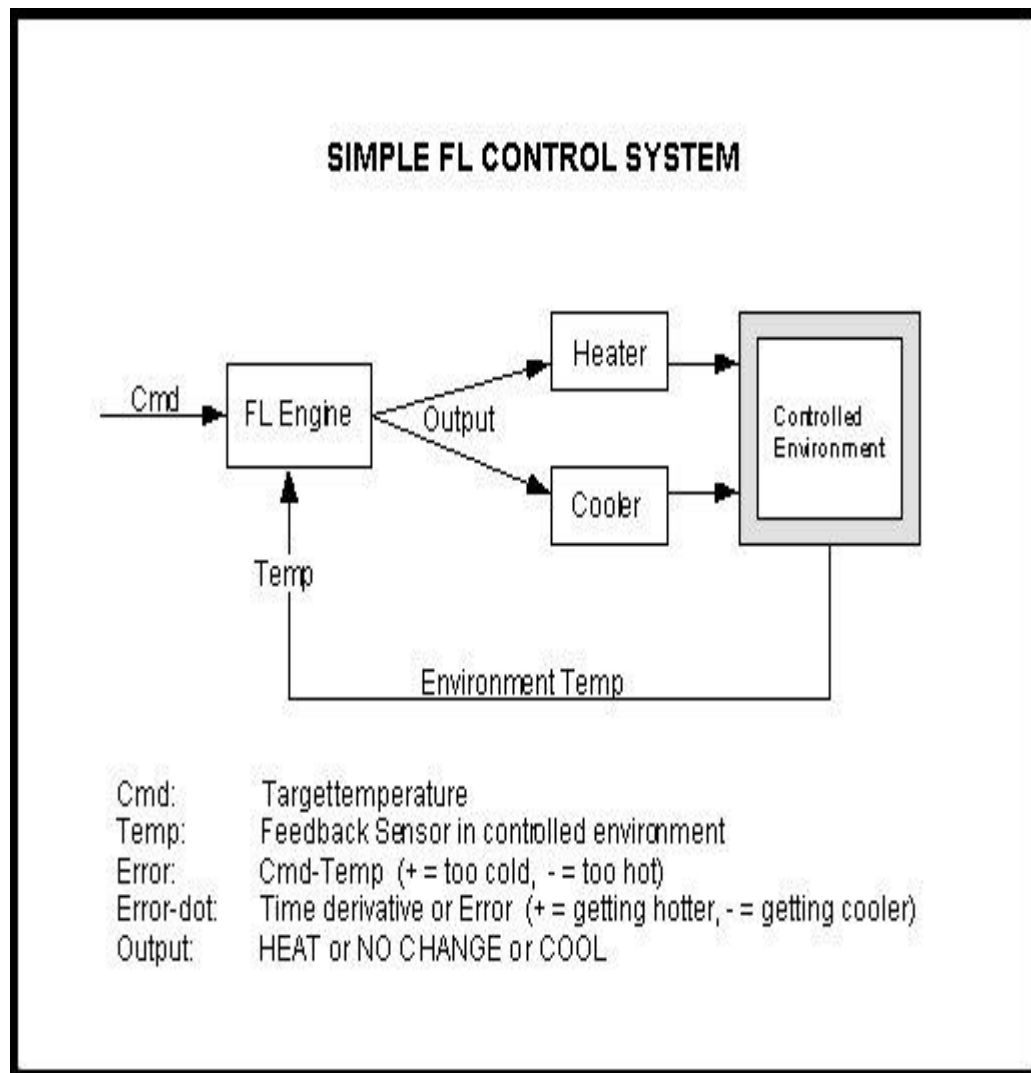 SIMPLE FL CONTROL SYSTEM
Cmd
FL Engine
Output
Heater
Cooler
Controlled
Environment
Temp
Environment Temp
Cmd: Targettemperature
Temp: Feedback Sensor in controlled environment
Error: Cmd-Temp (+ = too cold, - = too hot)
Error-dot: Time derivative or Error (+ = getting hotter, - = getting cooler)
Output: HEAT or NO CHANGE or COOL